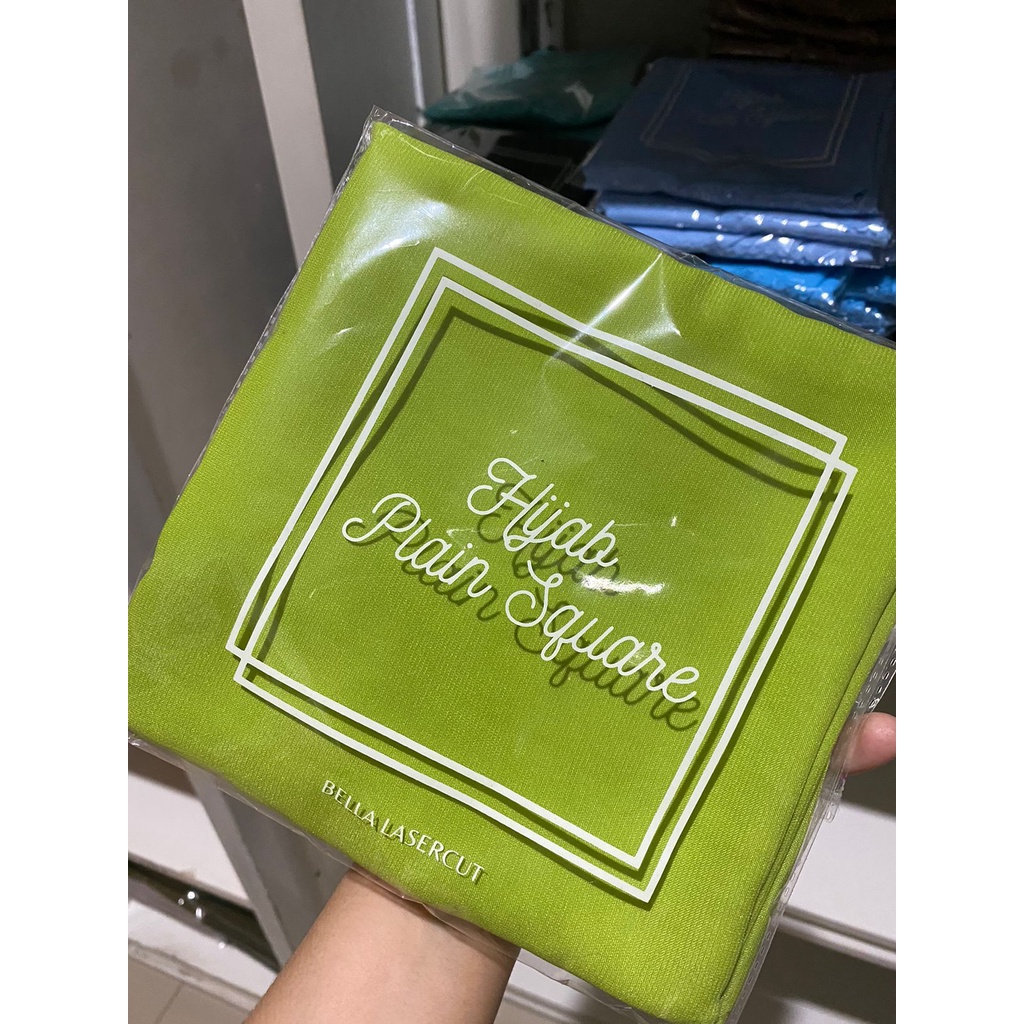 Hijab
Plain Square
BELLA LASERCUT